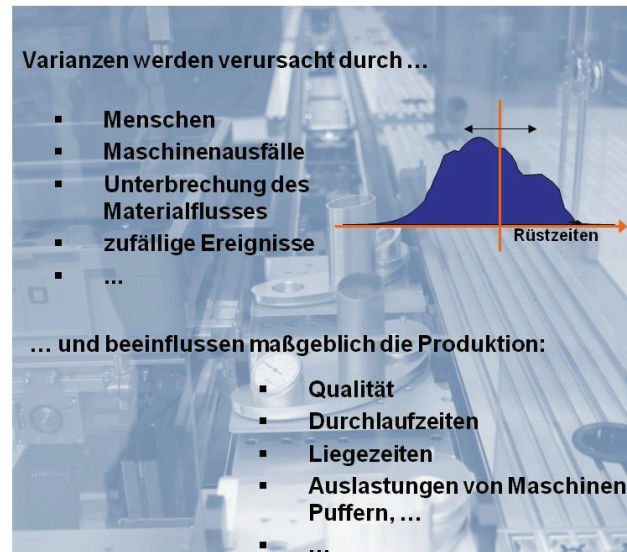 Varianzen werden verursacht durch …
▪ Menschen
▪ Maschinenausfälle
▪ Unterbrechung des
Materialflusses
▪ zufällige Ereignisse
▪ ...
Rüstzeiten
… und beeinflussen maßgeblich die Produktion:
▪ Qualität
▪ Durchlaufzeiten
▪ Liegezeiten
▪ Auslastungen von Maschinen
Puffern, …
▪ ...